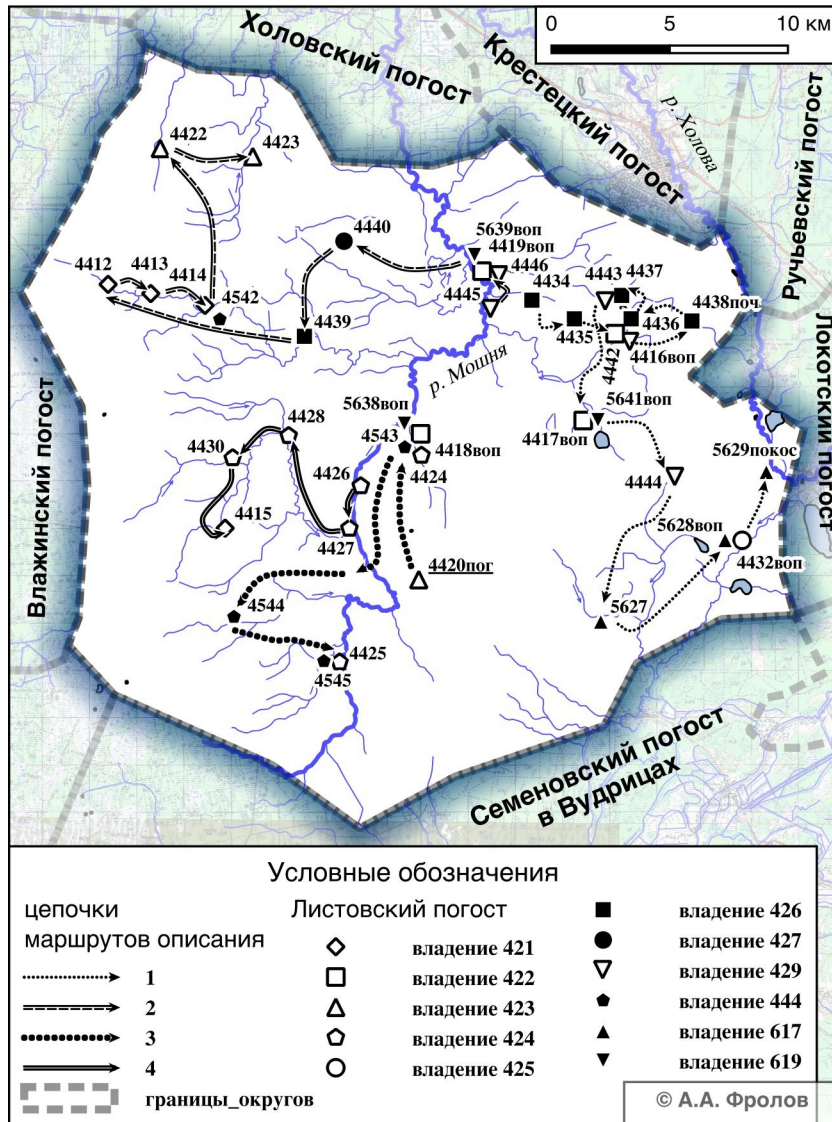 0 5 10 км
Холовский погост
Крестецкий погост
р. Холова
Ручьевский погост
Локотский погост
Влажинский погост
Семеновский погост
в Вудрицах
р. Мошня
4422
4423
4440
5639воп
4419воп
4446
4412
4413
4414
4542
4439
4445
4434
4443
4437
4438поч
4435
4436
4442
4416воп
5638воп
4543
4418воп
4424
5641воп
4417воп
5629покос
4428
4430
4426
4415
4427
4444
5628воп
4432воп
4420пог
4544
5627
4425
4545
Условные обозначения
цепочки
маршрутов описания
1
2
3
4
границы_округов
Листовский погост
владение 421
владение 422
владение 423
владение 424
владение 425
владение 426
владение 427
владение 429
владение 444
владение 617
владение 619
© А.А. Фролов